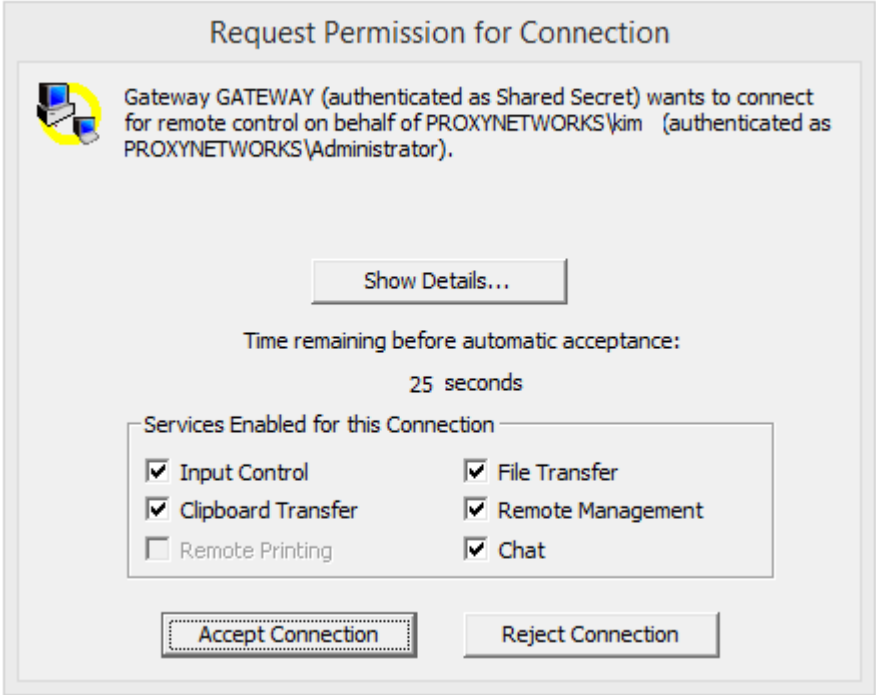 Request Permission for Connection
Gateway GATEWAY (authenticated as Shared Secret) wants to connect
for remote control on behalf of PROXYNETWORKS\kim (authenticated as
PROXYNETWORKS\Administrator).
Show Details...
Time remaining before automatic acceptance:
25 seconds
Services Enabled for this Connection
Input Control File Transfer
Clipboard Transfer Remote Management
Remote Printing Chat
Accept Connection Reject Connection